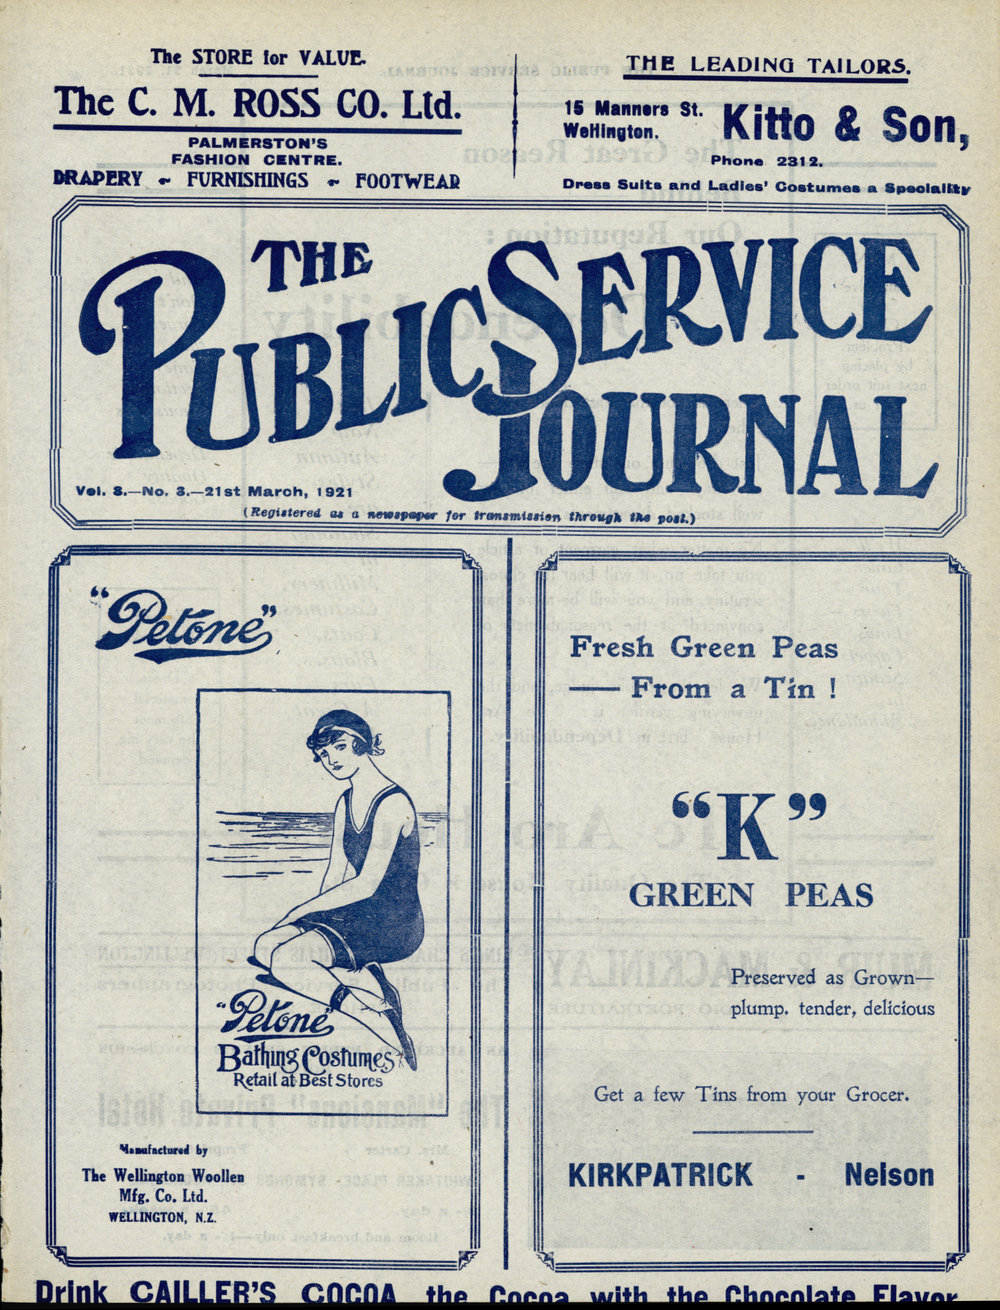 The STORE for VALUE.
The C. M. ROSS CO. Ltd.
PALMERSTON'S
FASHION CENTRE.
DRAPERY ~ FURNISHINGS ~ FOOTWEAR
THE LEADING TAILORS.
15 Manners St.
Wellington.
Kitto & Son,
Phone 2312.
Dress Suits and Ladies' Costumes a Speciality
THE
PUBLIC SERVICE
JOURNAL
Vol. 8.—No. 3.—21st March, 1921
(Registered as a newspaper for transmission through the post.)
"Petone"
"Petone"
Bathing Costumes
Retail at Best Stores
Manufactured by
The Wellington Woollen
Mfg. Co. Ltd.
WELLINGTON, N.Z.
Fresh Green Peas
— From a Tin !
"K"
GREEN PEAS
Preserved as Grown—
plump, tender, delicious
Get a few Tins from your Grocer.
KIRKPATRICK - Nelson
Drink CAILLER'S COCOA the Cocoa with the Chocolate Flavor